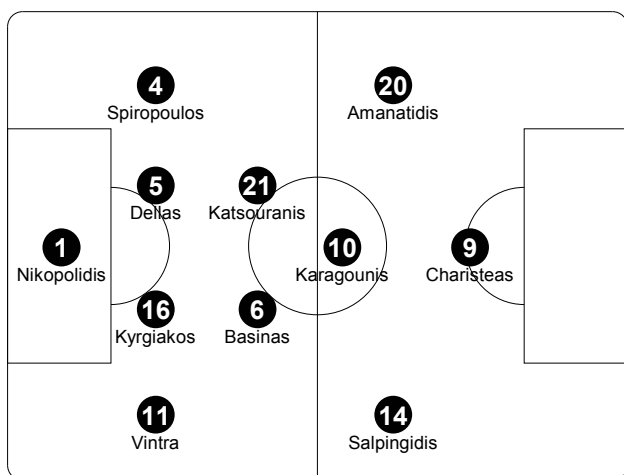 4
Spiropoulos
20
Amanatidis
5
Dellas
21
Katsouranis
1
Nikopolidis
10
Karagounis
9
Charisteas
16
Kyrgiakos
6
Basinas
11
Vintra
14
Salpingidis